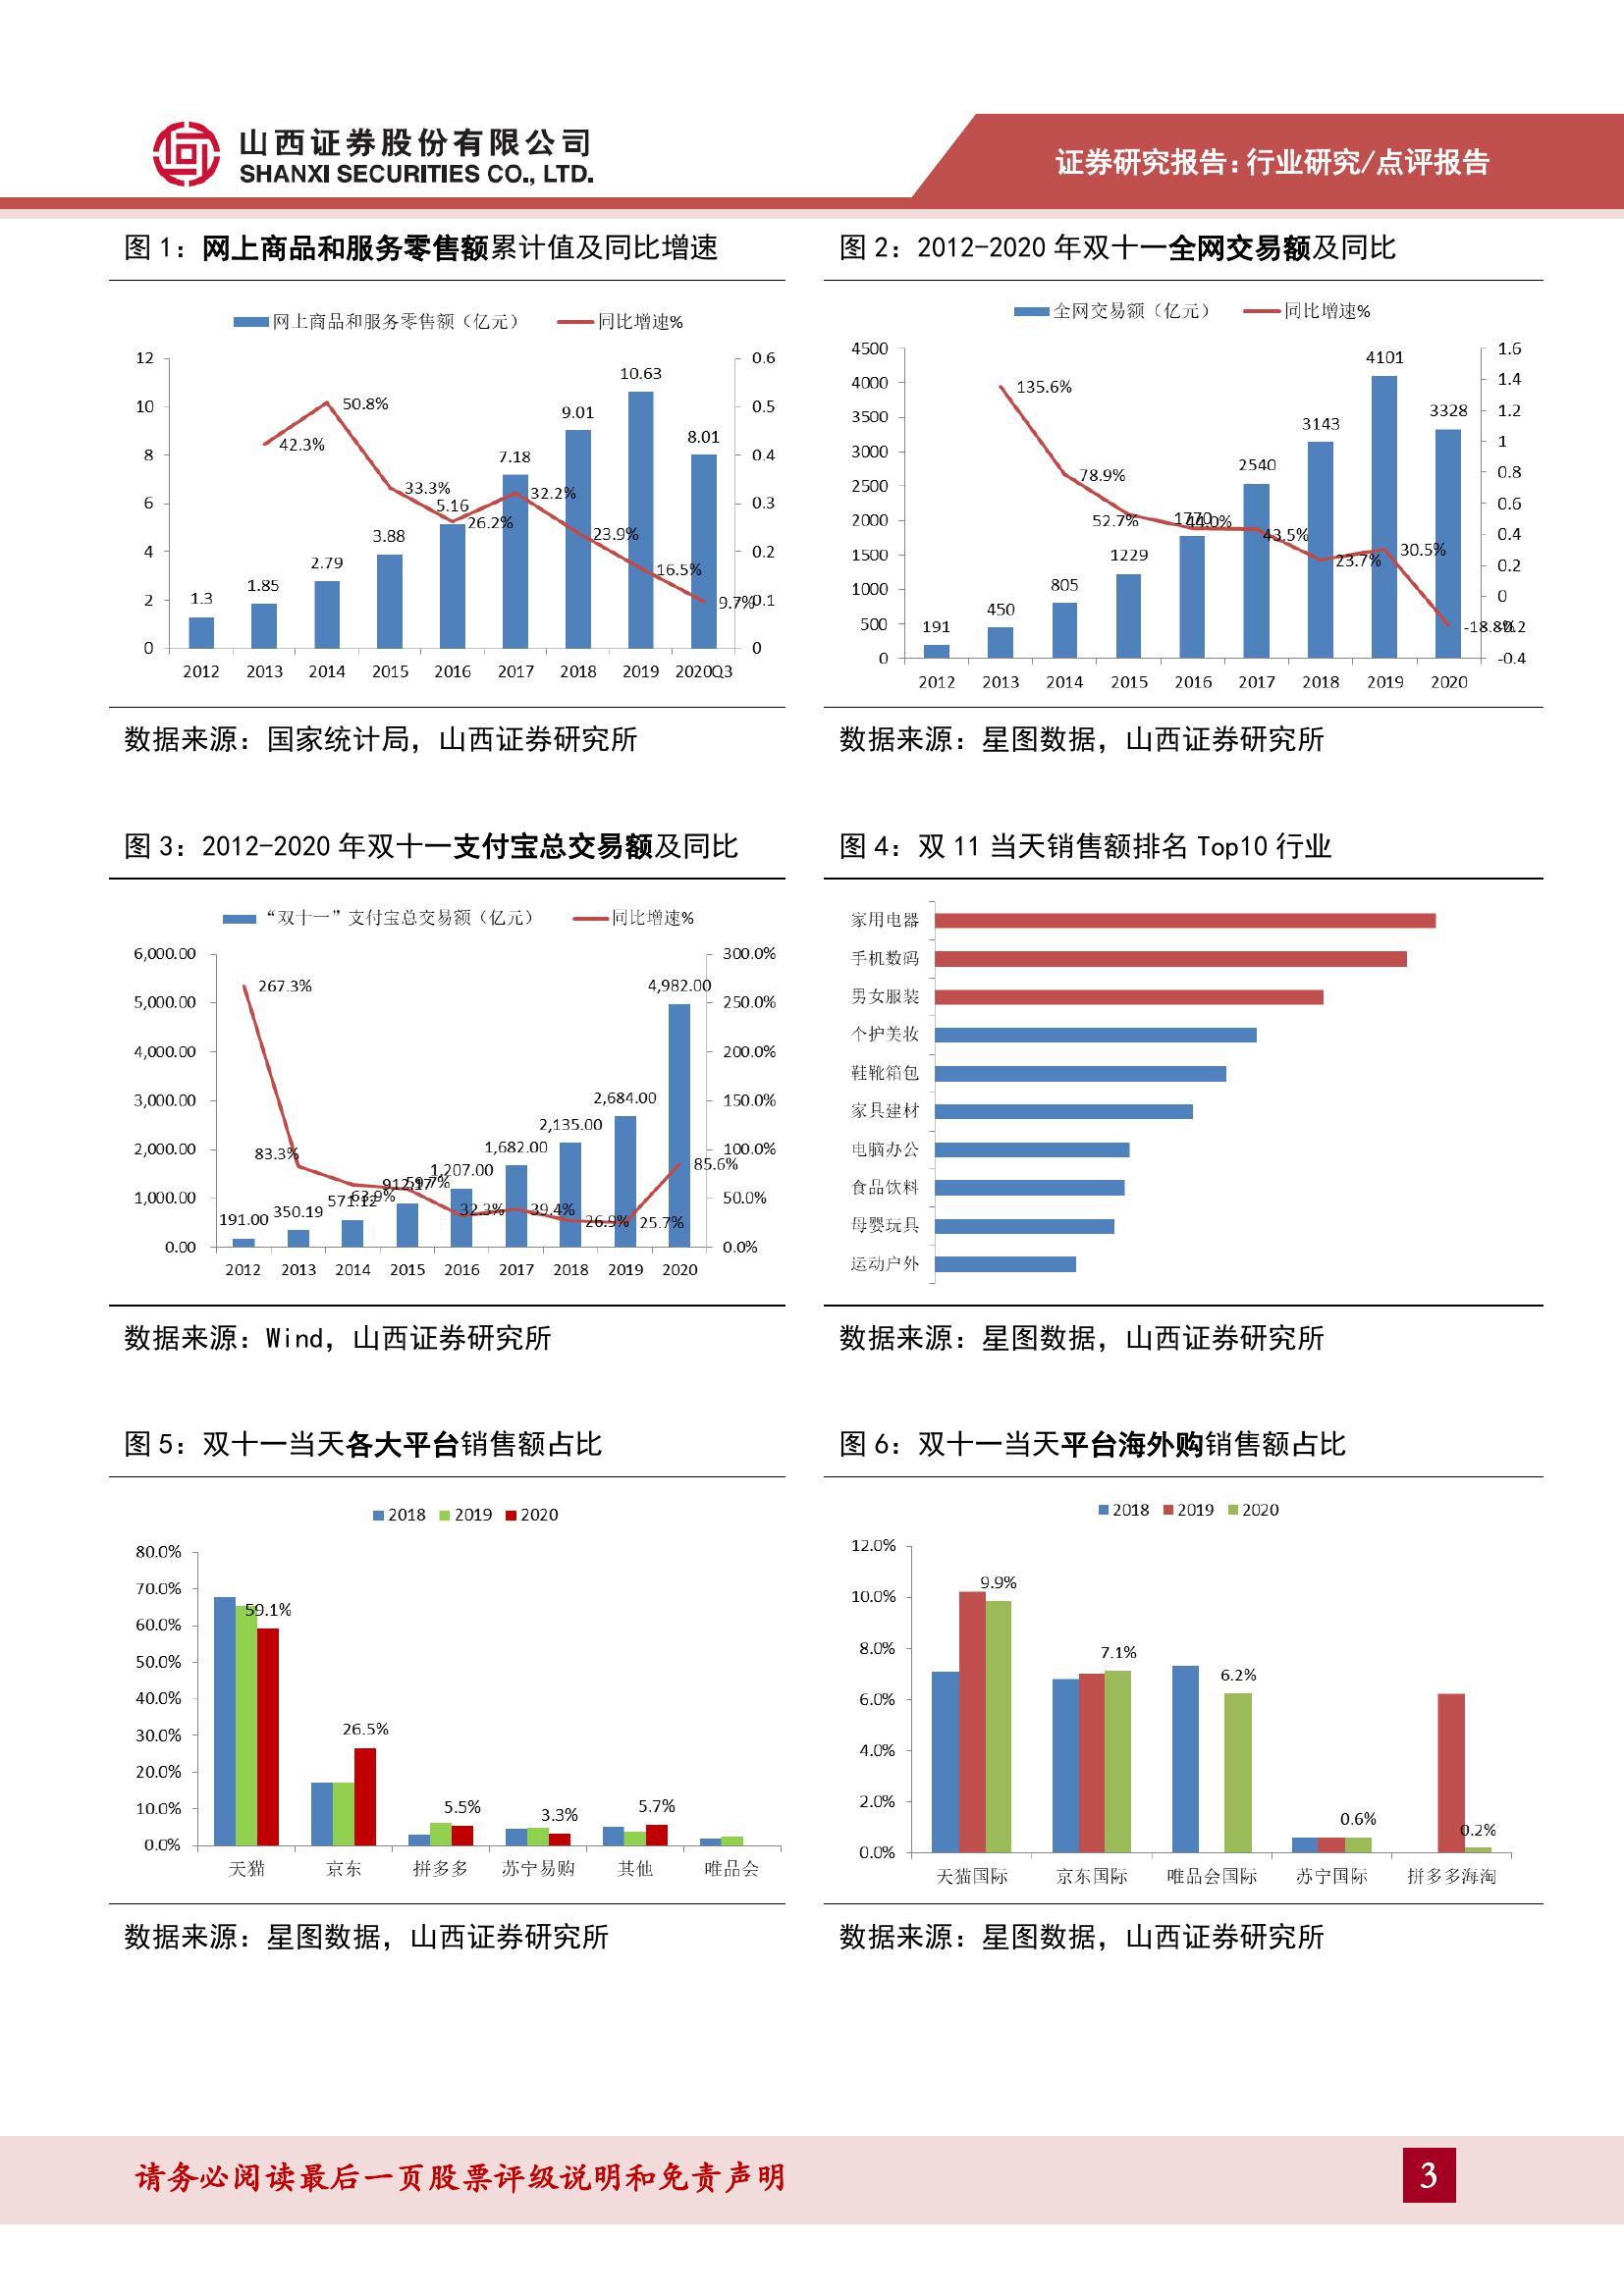 山西证券股份有限公司
SHANXI SECURITIES CO., LTD.
证券研究报告:行业研究/点评报告
图 1：网上商品和服务零售额累计值及同比增速
网上商品和服务零售额（亿元） 同比增速%
12 0.6
10 0.5
8 0.4
6 0.3
4 0.2
2 0.1
0 0
1.3 1.85 2.79 3.88 5.16 7.18 9.01 10.63 8.01
42.3% 50.8% 33.3% 26.2% 32.2% 23.9% 16.5% 9.7%
2012 2013 2014 2015 2016 2017 2018 2019 2020Q3
数据来源：国家统计局，山西证券研究所
图 2：2012-2020 年双十一全网交易额及同比
全网交易额（亿元） 同比增速%
4500 4000 3500 3000 2500 2000 1500 1000 500 0
1.6 1.4 1.2 1 0.8 0.6 0.4 0.2 0 -0.2 -0.4
191 450 805 1229 1770 2540 3143 4101 3328
135.6% 78.9% 52.7% 44.0% 43.5% 23.7% 30.5% -18.8%
2012 2013 2014 2015 2016 2017 2018 2019 2020
数据来源：星图数据，山西证券研究所
图 3：2012-2020 年双十一支付宝总交易额及同比
“双十一”支付宝总交易额（亿元） 同比增速%
6,000.00 300.0%
5,000.00 250.0%
4,000.00 200.0%
3,000.00 150.0%
2,000.00 100.0%
1,000.00 50.0%
0.00 0.0%
191.00 350.19 571.12 912.17 1,207.00 1,682.00 2,135.00 2,684.00 4,982.00
267.3% 83.3% 63.9% 59.7% 32.3% 39.4% 26.9% 25.7% 85.6%
2012 2013 2014 2015 2016 2017 2018 2019 2020
数据来源：Wind，山西证券研究所
图 4：双 11 当天销售额排名 Top10 行业
家用电器
手机数码
男女服装
个护美妆
鞋靴箱包
家具建材
电脑办公
食品饮料
母婴玩具
运动户外
数据来源：星图数据，山西证券研究所
图 5：双十一当天各大平台销售额占比
2018 2019 2020
80.0%
70.0%
60.0%
50.0%
40.0%
30.0%
20.0%
10.0%
0.0%
59.1% 26.5% 5.5% 3.3% 5.7%
天猫 京东 拼多多 苏宁易购 其他 唯品会
数据来源：星图数据，山西证券研究所
图 6：双十一当天平台海外购销售额占比
2018 2019 2020
12.0%
10.0%
8.0%
6.0%
4.0%
2.0%
0.0%
9.9% 7.1% 6.2% 0.6% 0.2%
天猫国际 京东国际 唯品会国际 苏宁国际 拼多多海淘
数据来源：星图数据，山西证券研究所
请务必阅读最后一页股票评级说明和免责声明
3